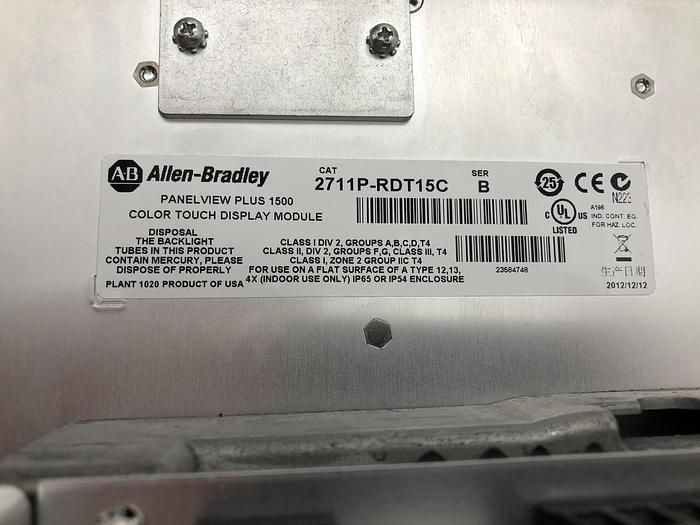 AB Allen-Bradley
CAT
2711P-RDT15C
SER
B
PANELVIEW PLUS 1500
COLOR TOUCH DISPLAY MODULE
DISPOSAL
THE BACKLIGHT
TUBES IN THIS PRODUCT
CONTAIN MERCURY, PLEASE
DISPOSE OF PROPERLY
PLANT 1020 PRODUCT OF USA
CLASS I DIV 2, GROUPS A,B,C,D,T4
CLASS II, DIV 2, GROUPS F,G, CLASS III, T4
CLASS I, ZONE 2 GROUP IIC T4
FOR USE ON A FLAT SURFACE OF A TYPE 12,13,
4X (INDOOR USE ONLY) IP65 OR IP54 ENCLOSURE
23584748
25
CE
N223
C UL US
LISTED
A196
IND. CONT. EQ.
FOR HAZ. LOC.
生产日期
2012/12/12